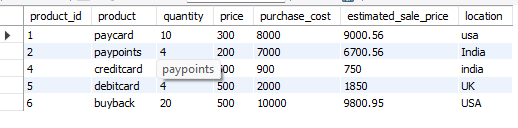 product_id product quantity price purchase_cost estimated_sale_price location
1 paycard 10 300 8000 9000.56 usa
2 paypoints 4 200 7000 6700.56 India
4 creditcard paypoints 900 750 india
5 debitcard 4 500 2000 1850 UK
6 buyback 20 500 10000 9800.95 USA